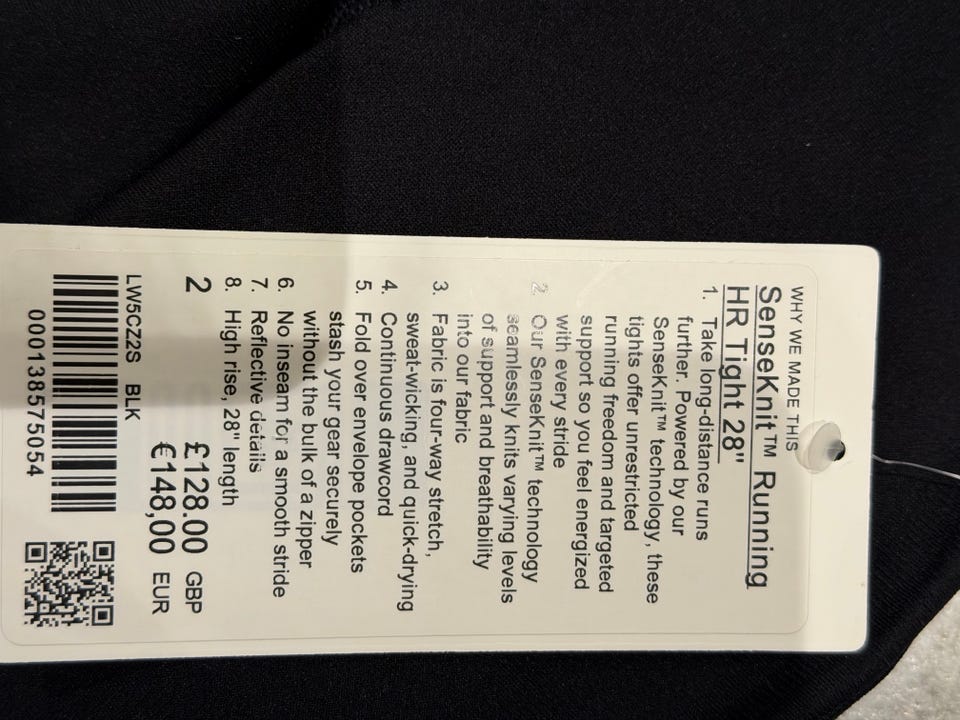 WHY WE MADE THIS
SenseKnit™ Running
HR Tight 28"
1. Take long-distance runs
further. Powered by our
SenseKnit™ technology, these
tights offer unrestricted
running freedom and targeted
support so you feel energized
with every stride
2. Our SenseKnit™ technology
seamlessly knits varying levels
of support and breathability
into our fabric
3. Fabric is four-way stretch,
sweat-wicking, and quick-drying
4. Continuous drawcord
5. Fold over envelope pockets
stash your gear securely
without the bulk of a zipper
6. No inseam for a smooth stride
7. Reflective details
8. High rise, 28" length
2 £128.00 GBP
€148,00 EUR
LW5CZ2S BLK
0000138575054